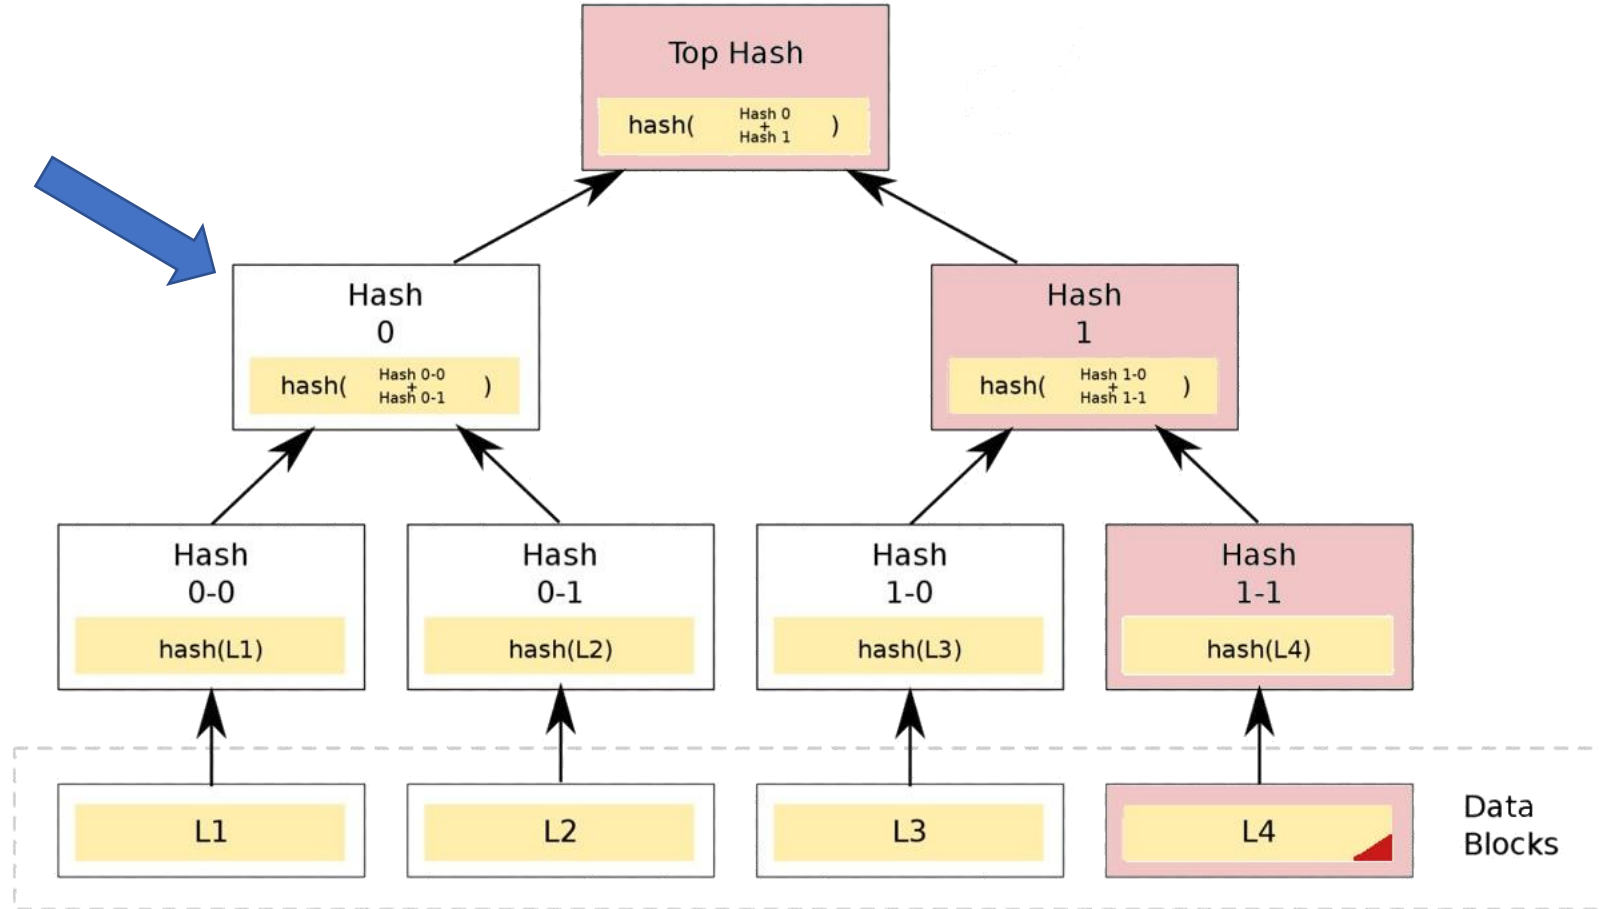 Top Hash
hash( Hash 0 + Hash 1 )
Hash
0
hash( Hash 0-0 + Hash 0-1 )
Hash
1
hash( Hash 1-0 + Hash 1-1 )
Hash
0-0
hash(L1)
Hash
0-1
hash(L2)
Hash
1-0
hash(L3)
Hash
1-1
hash(L4)
L1
L2
L3
L4
Data
Blocks